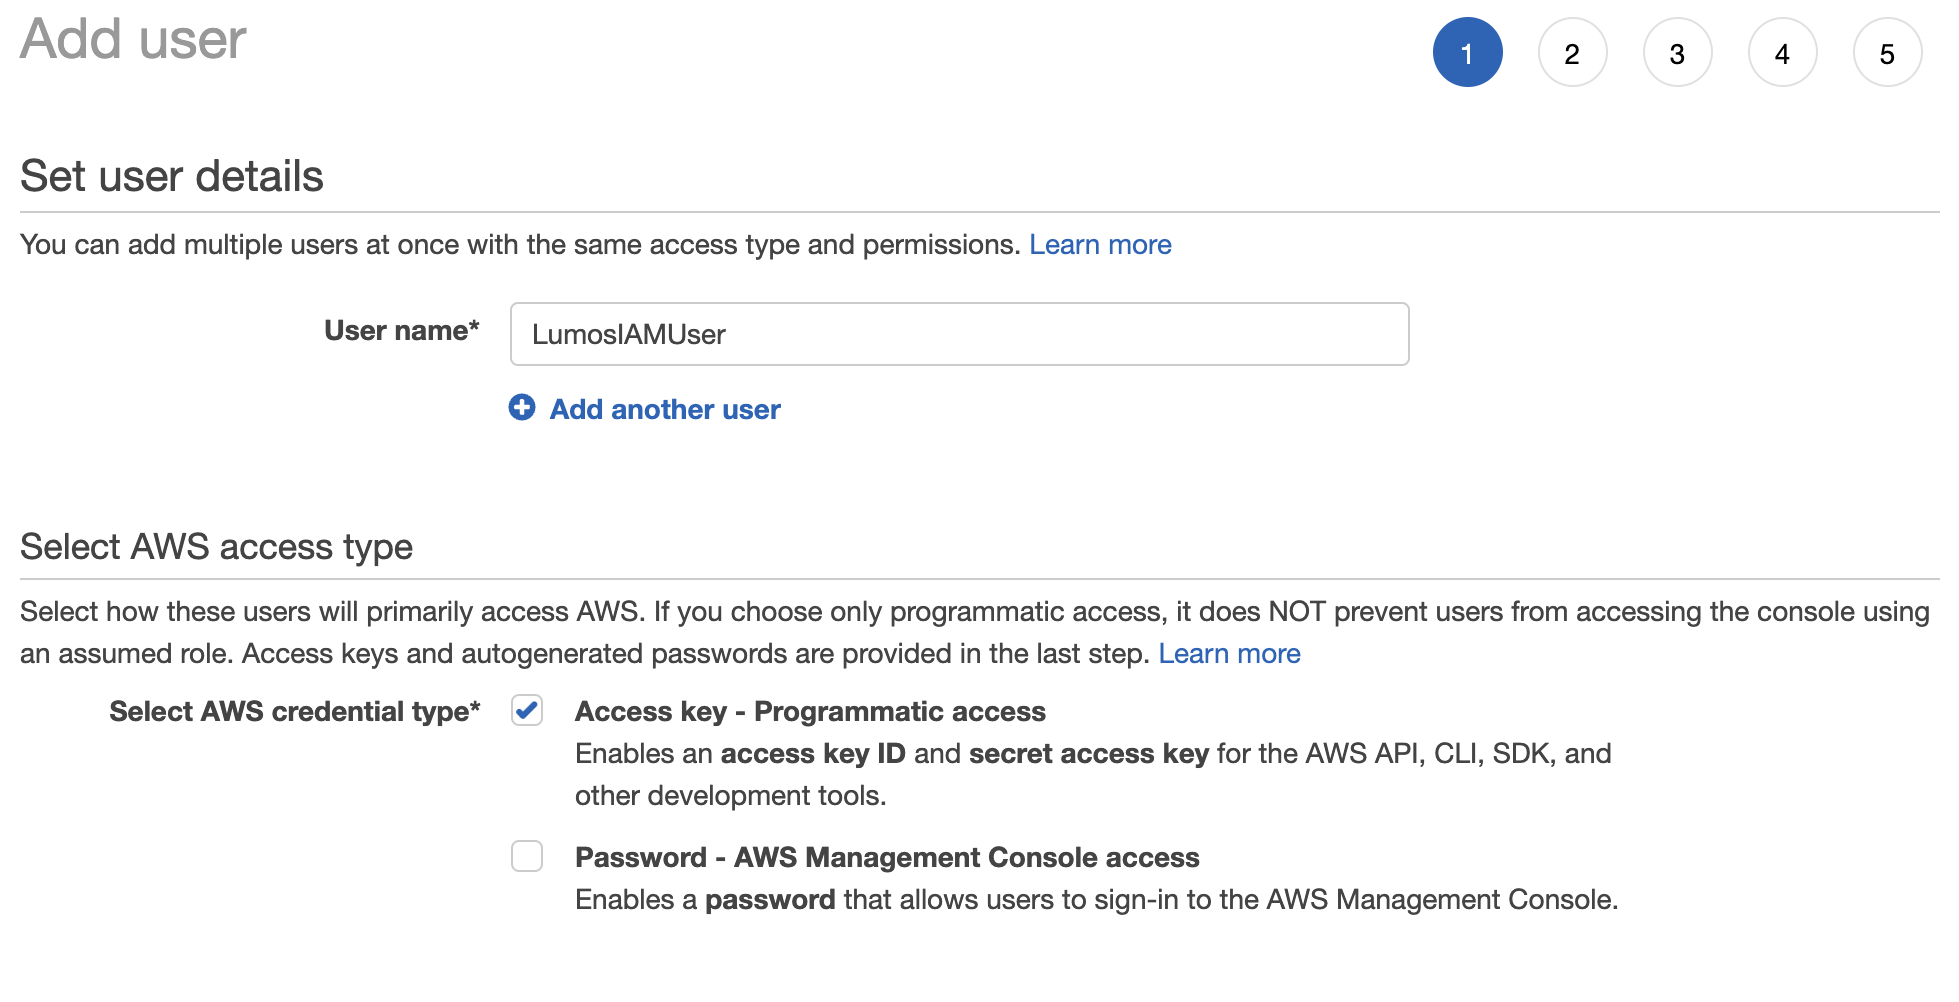 Add user
1 2 3 4 5
Set user details
You can add multiple users at once with the same access type and permissions. Learn more
User name* LumosIAMUser
Add another user
Select AWS access type
Select how these users will primarily access AWS. If you choose only programmatic access, it does NOT prevent users from accessing the console using
an assumed role. Access keys and autogenerated passwords are provided in the last step. Learn more
Select AWS credential type* Access key - Programmatic access
Enables an access key ID and secret access key for the AWS API, CLI, SDK, and
other development tools.
Password - AWS Management Console access
Enables a password that allows users to sign-in to the AWS Management Console.